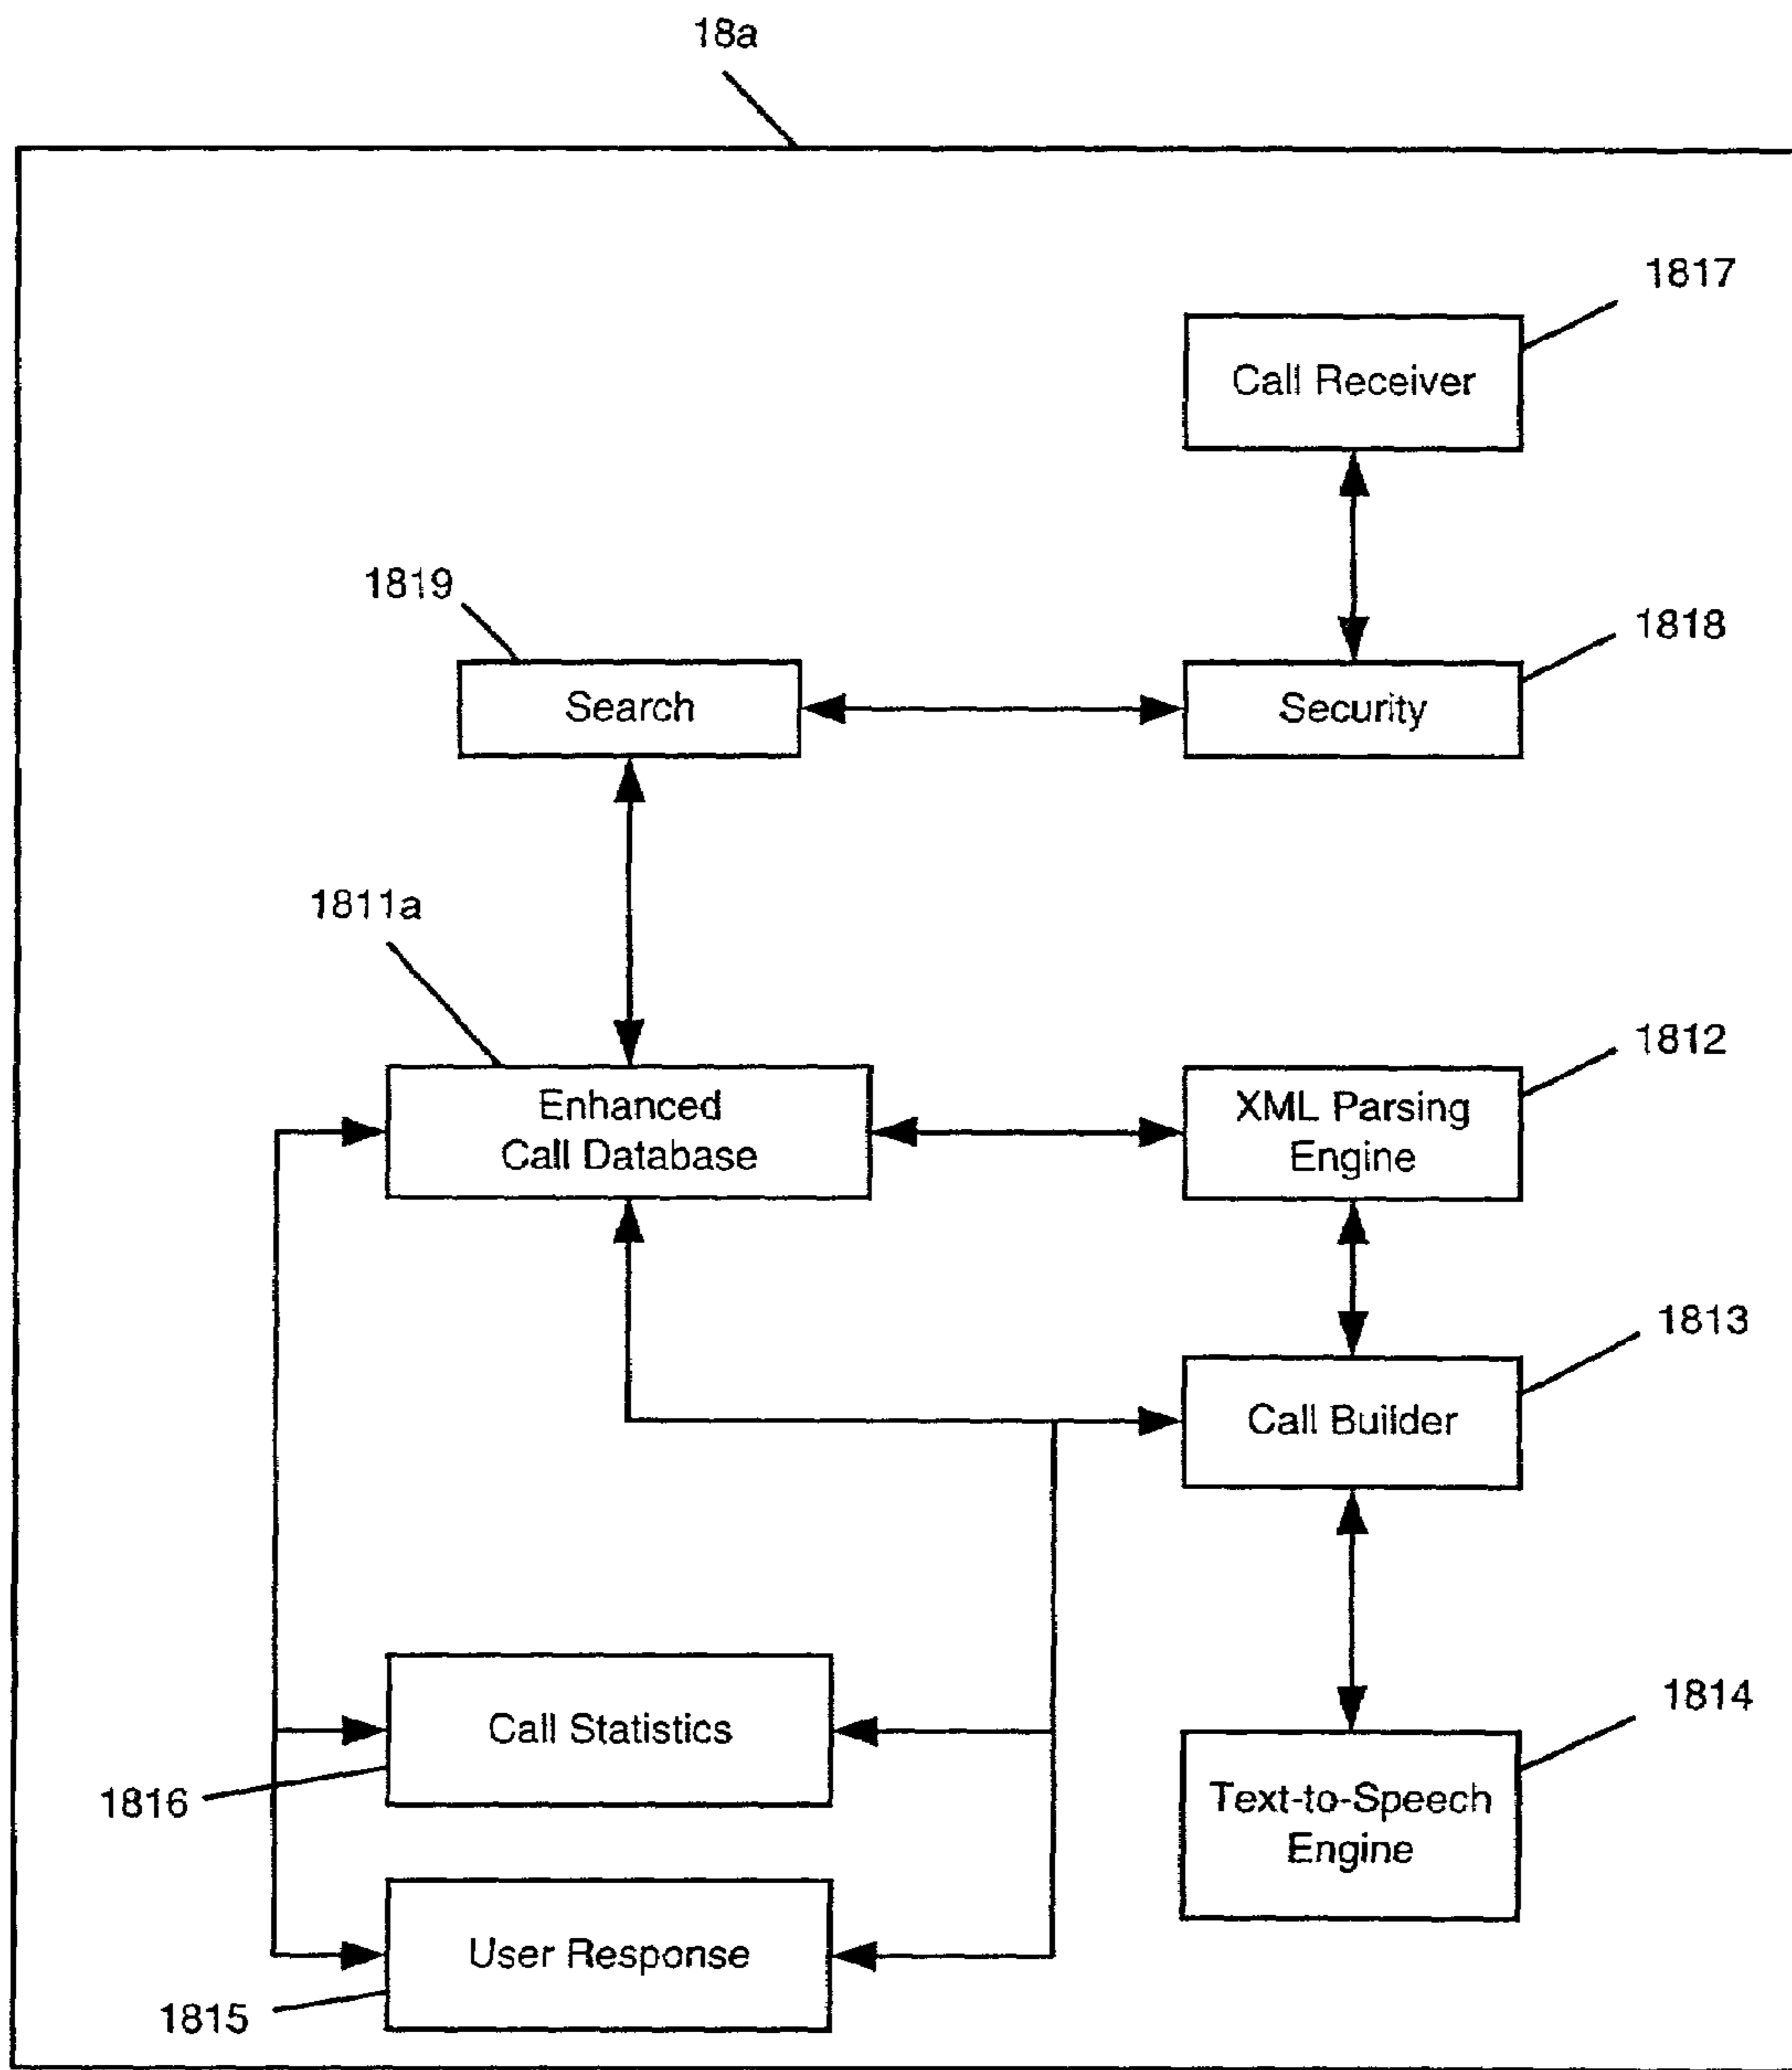 18a
1817
Call Receiver
1819
1818
Search
Security
1811a
1812
Enhanced
Call Database
XML Parsing
Engine
1813
Call Builder
1814
Call Statistics
1816
Text-to-Speech
Engine
User Response
1815